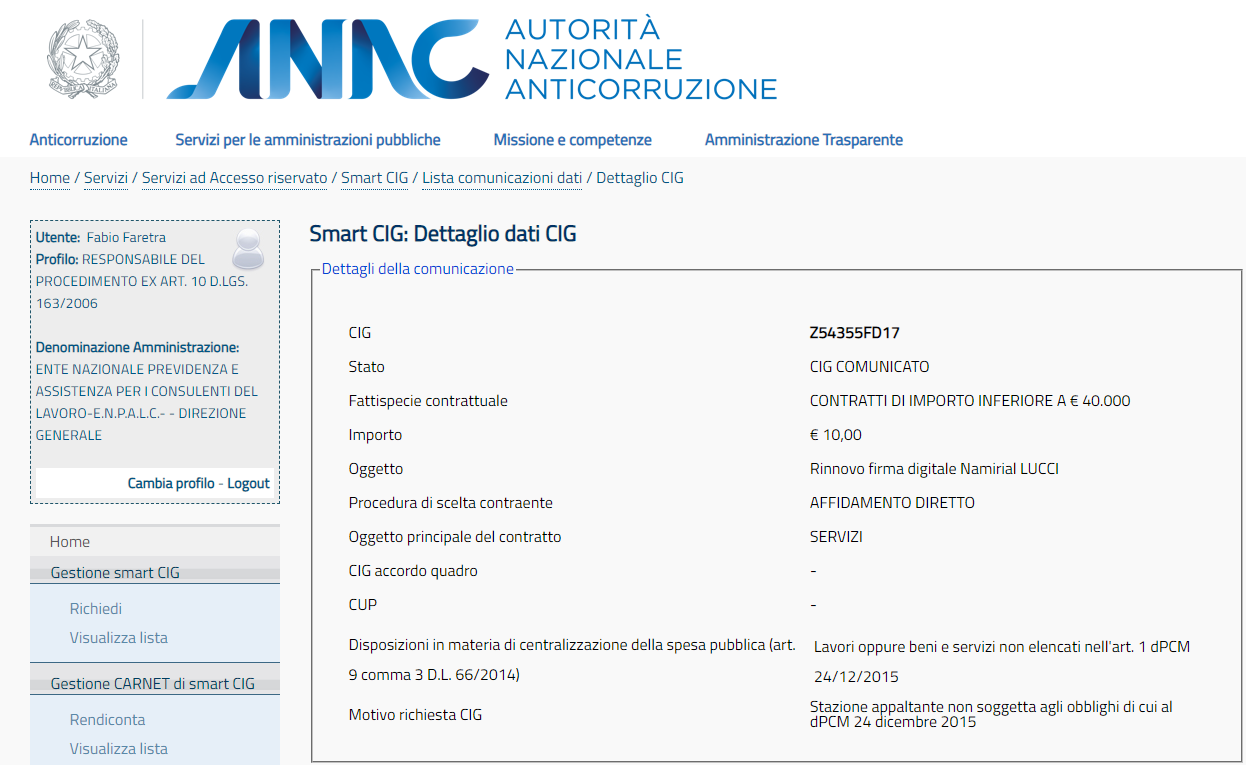 REPUBBLICA ITALIANA
ANAC
AUTORITÀ
NAZIONALE
ANTICORRUZIONE
Anticorruzione Servizi per le amministrazioni pubbliche Missione e competenze Amministrazione Trasparente
Home / Servizi / Servizi ad Accesso riservato / Smart CIG / Lista comunicazioni dati / Dettaglio CIG
Utente: Fabio Faretra
Profilo: RESPONSABILE DEL
PROCEDIMENTO EX ART. 10 D.LGS.
163/2006
Denominazione Amministrazione:
ENTE NAZIONALE PREVIDENZA E
ASSISTENZA PER I CONSULENTI DEL
LAVORO-E.N.P.A.L.C.- - DIREZIONE
GENERALE
Cambia profilo - Logout
Home
Gestione smart CIG
Richiedi
Visualizza lista
Gestione CARNET di smart CIG
Rendiconta
Visualizza lista
Smart CIG: Dettaglio dati CIG
Dettagli della comunicazione
CIG Z54355FD17
Stato CIG COMUNICATO
Fattispecie contrattuale CONTRATTI DI IMPORTO INFERIORE A € 40.000
Importo € 10,00
Oggetto Rinnovo firma digitale Namirial LUCCI
Procedura di scelta contraente AFFIDAMENTO DIRETTO
Oggetto principale del contratto SERVIZI
CIG accordo quadro -
CUP -
Disposizioni in materia di centralizzazione della spesa pubblica (art. Lavori oppure beni e servizi non elencati nell'art. 1 dPCM
9 comma 3 D.L. 66/2014) 24/12/2015
Motivo richiesta CIG Stazione appaltante non soggetta agli obblighi di cui al
dPCM 24 dicembre 2015